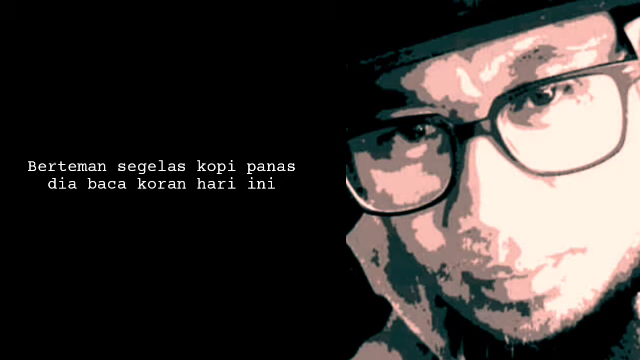 Berteman segelas kopi panas
dia baca koran hari ini